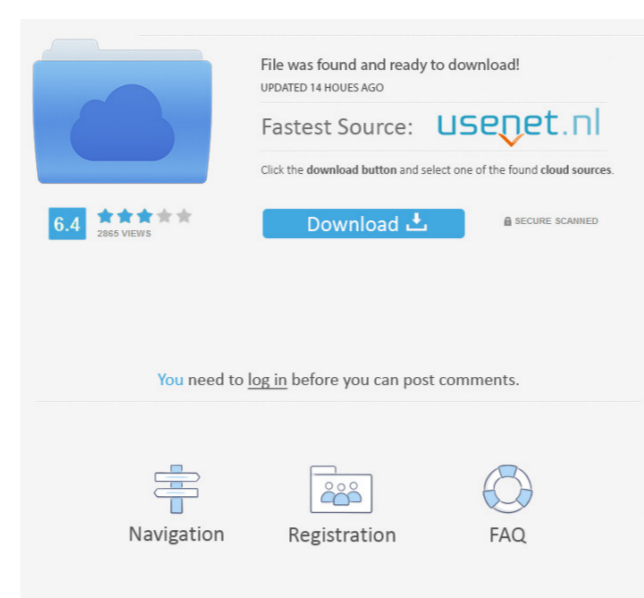 File was found and ready to download!
UPDATED 14 HOUES AGO
Fastest Source: usenet.nl
Click the download button and select one of the found cloud sources.
6.4
2865 VIEWS
Download
SECURE SCANNED
You need to log in before you can post comments.
Navigation
Registration
FAQ